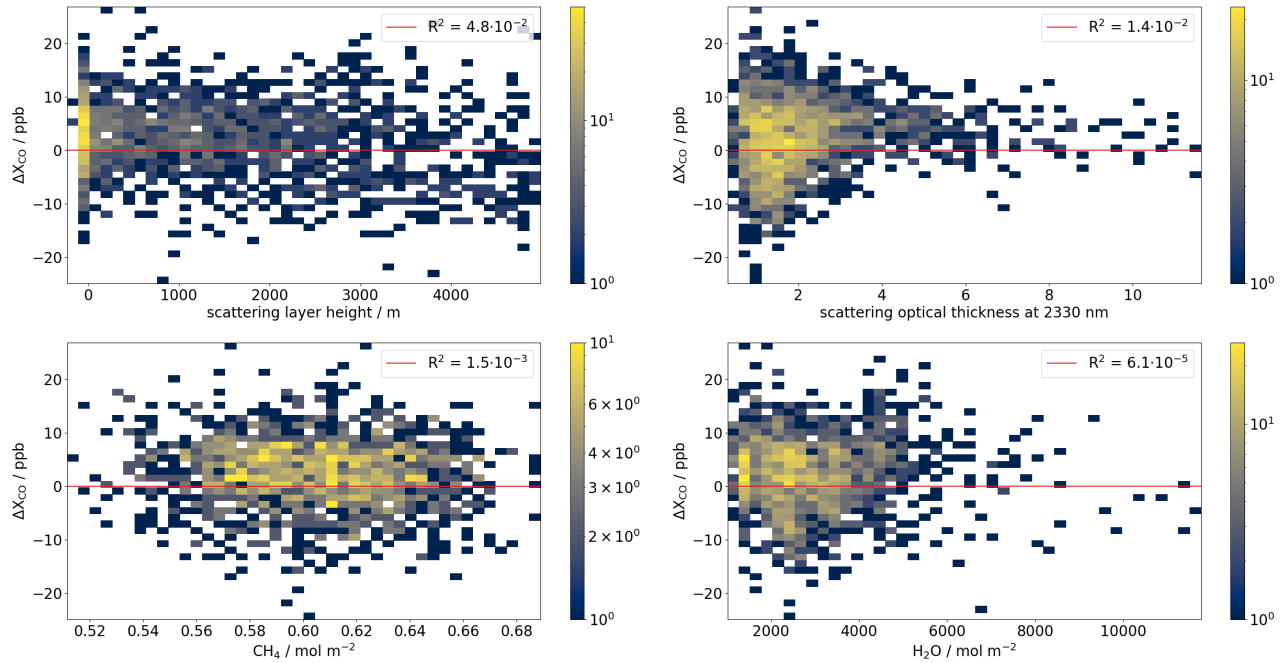 R² = 4.8·10⁻²
20
10
0
−10
−20
ΔX_CO / ppb
0 1000 2000 3000 4000
scattering layer height / m
10¹
10⁰
R² = 1.4·10⁻²
20
10
0
−10
−20
ΔX_CO / ppb
2 4 6 8 10
scattering optical thickness at 2330 nm
10¹
10⁰
R² = 1.5·10⁻³
20
10
0
−10
−20
ΔX_CO / ppb
0.52 0.54 0.56 0.58 0.60 0.62 0.64 0.66 0.68
CH₄ / mol m⁻²
10¹
6 × 10⁰
4 × 10⁰
3 × 10⁰
2 × 10⁰
10⁰
R² = 6.1·10⁻⁵
20
10
0
−10
−20
ΔX_CO / ppb
2000 4000 6000 8000 10000
H₂O / mol m⁻²
10¹
10⁰